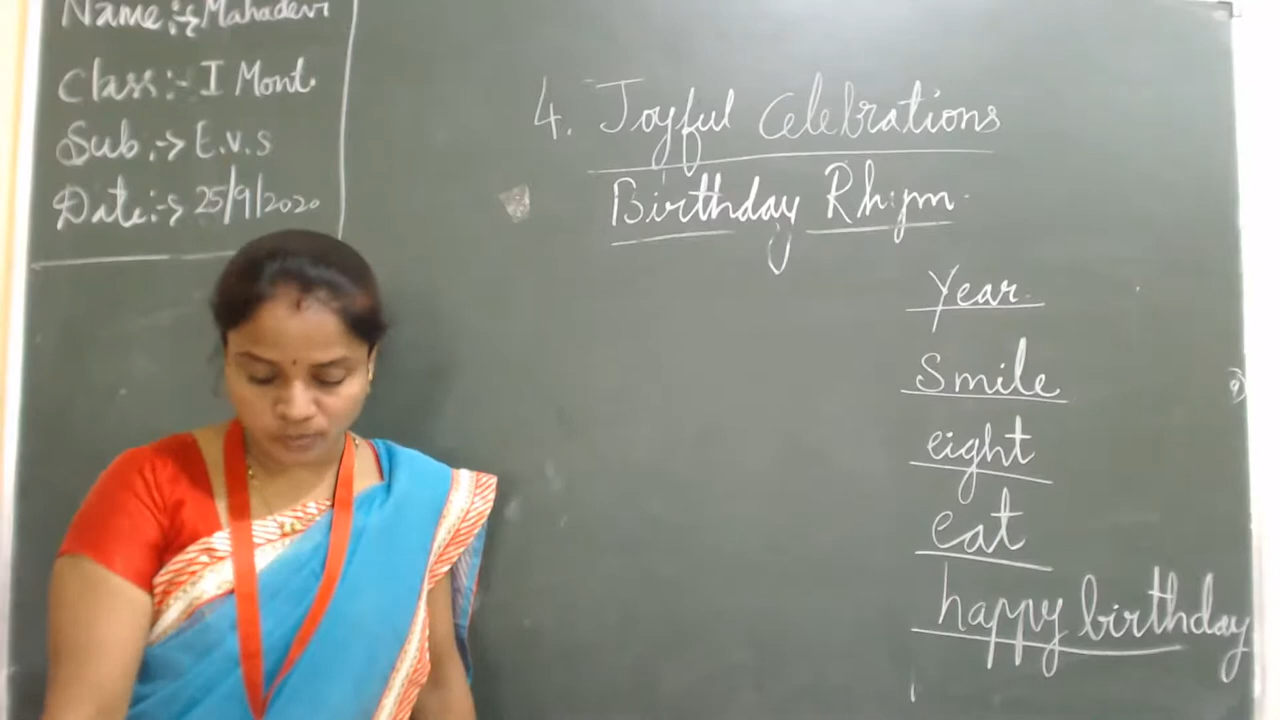 Name :-> Mahadevi
Class :- I Mont.
Sub :-> E.v.s
Date :-> 25/9/2020
4. Joyful Celebrations
Birthday Rhym.
Year.
Smile
eight
eat
happy birthday